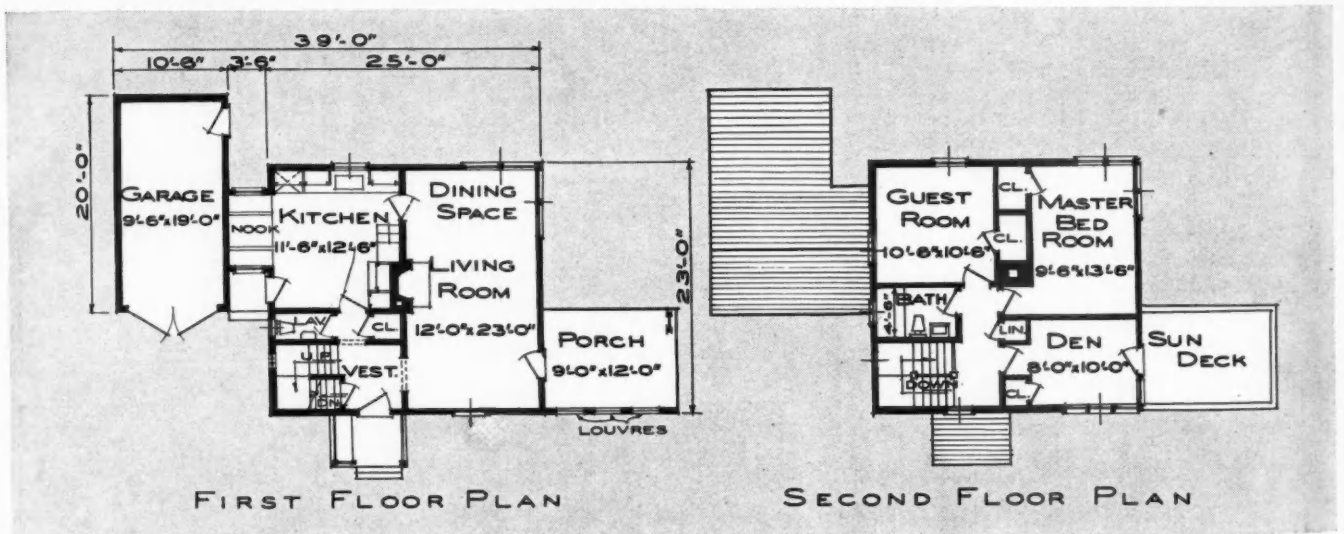 39'-0"
10'-6" 3'-6" 25'-0"
20'-0"
GARAGE
9'-6"x19'-0"
NOOK
KITCHEN
11'-6"x12'-6"
DINING
SPACE
LIVING
ROOM
12'-0"x23'-0"
23'-0"
LAV.
CL.
UP
DN.
VEST.
PORCH
9'-0"x12'-0"
LOUVRES
FIRST FLOOR PLAN
GUEST
ROOM
10'-6"x10'-6"
CL.
CL.
MASTER
BED
ROOM
9'-6"x13'-6"
BATH
4'-6"
LIN.
DEN
8'-0"x10'-0"
CL.
DOWN
SUN
DECK
SECOND FLOOR PLAN